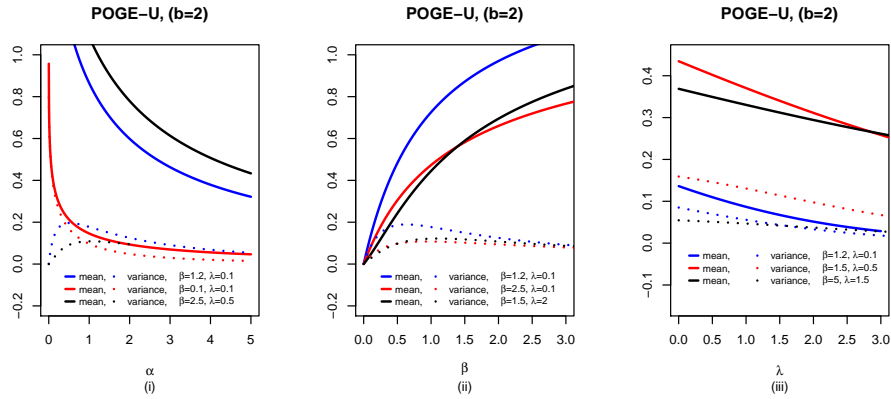 POGE−U, (b=2)
1.0
0.8
0.6
0.4
0.2
0.0
−0.2
mean, variance, β=1.2, λ=0.1
mean, variance, β=0.1, λ=0.1
mean, variance, β=2.5, λ=0.5
0 1 2 3 4 5
α
(i)
POGE−U, (b=2)
1.0
0.8
0.6
0.4
0.2
0.0
−0.2
mean, variance, β=1.2, λ=0.1
mean, variance, β=2.5, λ=0.1
mean, variance, β=1.5, λ=2
0.0 0.5 1.0 1.5 2.0 2.5 3.0
β
(ii)
POGE−U, (b=2)
0.4
0.3
0.2
0.1
0.0
−0.1
mean, variance, β=1.2, λ=0.1
mean, variance, β=1.5, λ=0.5
mean, variance, β=5, λ=1.5
0.0 0.5 1.0 1.5 2.0 2.5 3.0
λ
(iii)